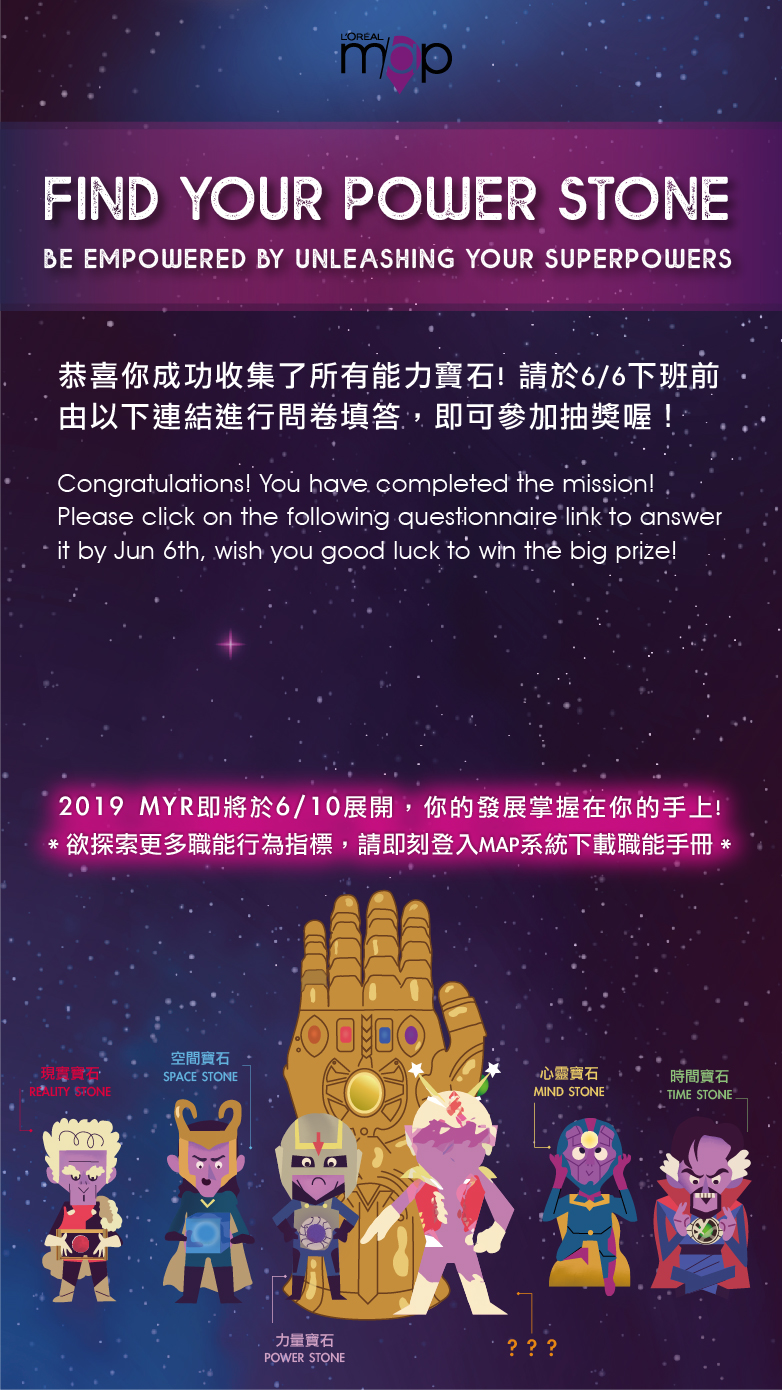 L'ORÉAL
map
FIND YOUR POWER STONE
BE EMPOWERED BY UNLEASHING YOUR SUPERPOWERS
恭喜你成功收集了所有能力寶石! 請於6/6下班前
由以下連結進行問卷填答，即可參加抽獎喔！
Congratulations! You have completed the mission!
Please click on the following questionnaire link to answer
it by Jun 6th, wish you good luck to win the big prize!
2019 MYR即將於6/10展開，你的發展掌握在你的手上!
* 欲探索更多職能行為指標，請即刻登入MAP系統下載職能手冊 *
現實寶石
REALITY STONE
空間寶石
SPACE STONE
心靈寶石
MIND STONE
時間寶石
TIME STONE
力量寶石
POWER STONE
? ? ?